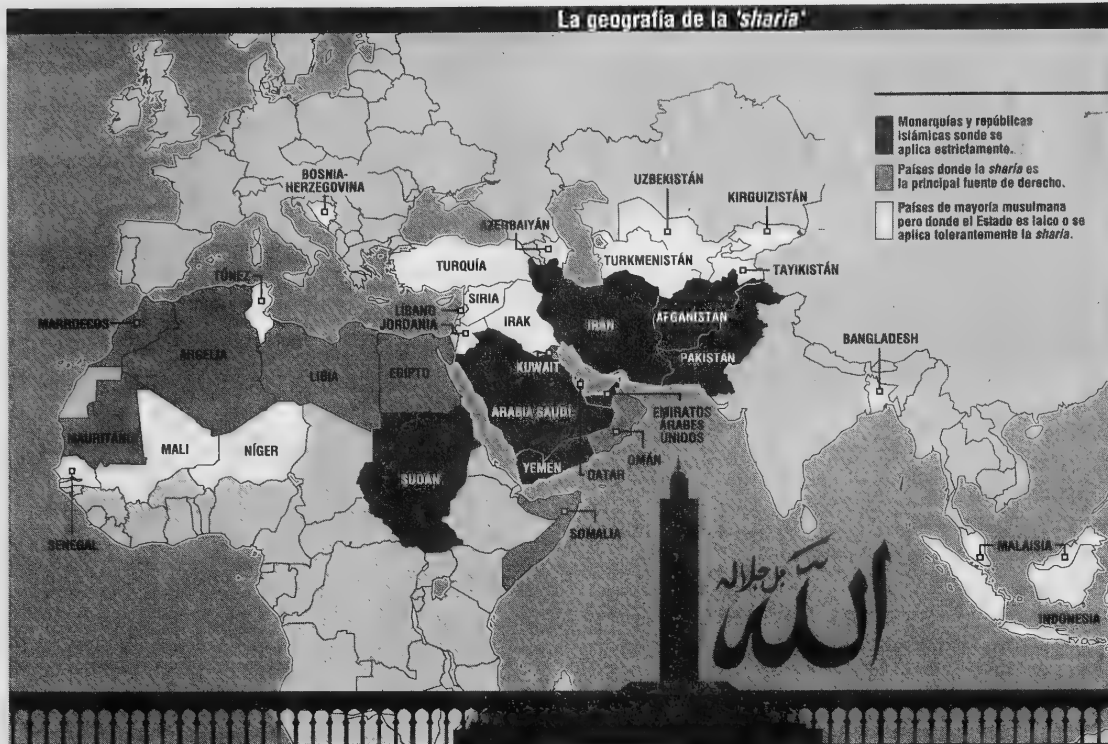 La geografía de la 'sharia'
Monarquías y repúblicas
islámicas sonde se
aplica estrictamente.
Países donde la sharia es
la principal fuente de derecho.
Países de mayoría musulmana
pero donde el Estado es laico o se
aplica tolerantemente la sharia.
BOSNIA-
HERZEGOVINA
UZBEKISTÁN
KIRGUIZISTÁN
AZERBAIYÁN
TURQUÍA
TURKMENISTÁN
TAYIKISTÁN
TÚNEZ
SIRIA
LÍBANO
JORDANIA
IRAK
IRÁN
AFGANISTÁN
MARRUECOS
ARGELIA
LIBIA
EGIPTO
KUWAIT
PAKISTÁN
BANGLADESH
ARABIA SAUDÍ
EMIRATOS
ÁRABES
UNIDOS
MAURITANIA
MALI
NÍGER
SUDÁN
YEMEN
QATAR
OMÁN
SENEGAL
SOMALIA
MALAISIA
INDONESIA
الله جل جلاله